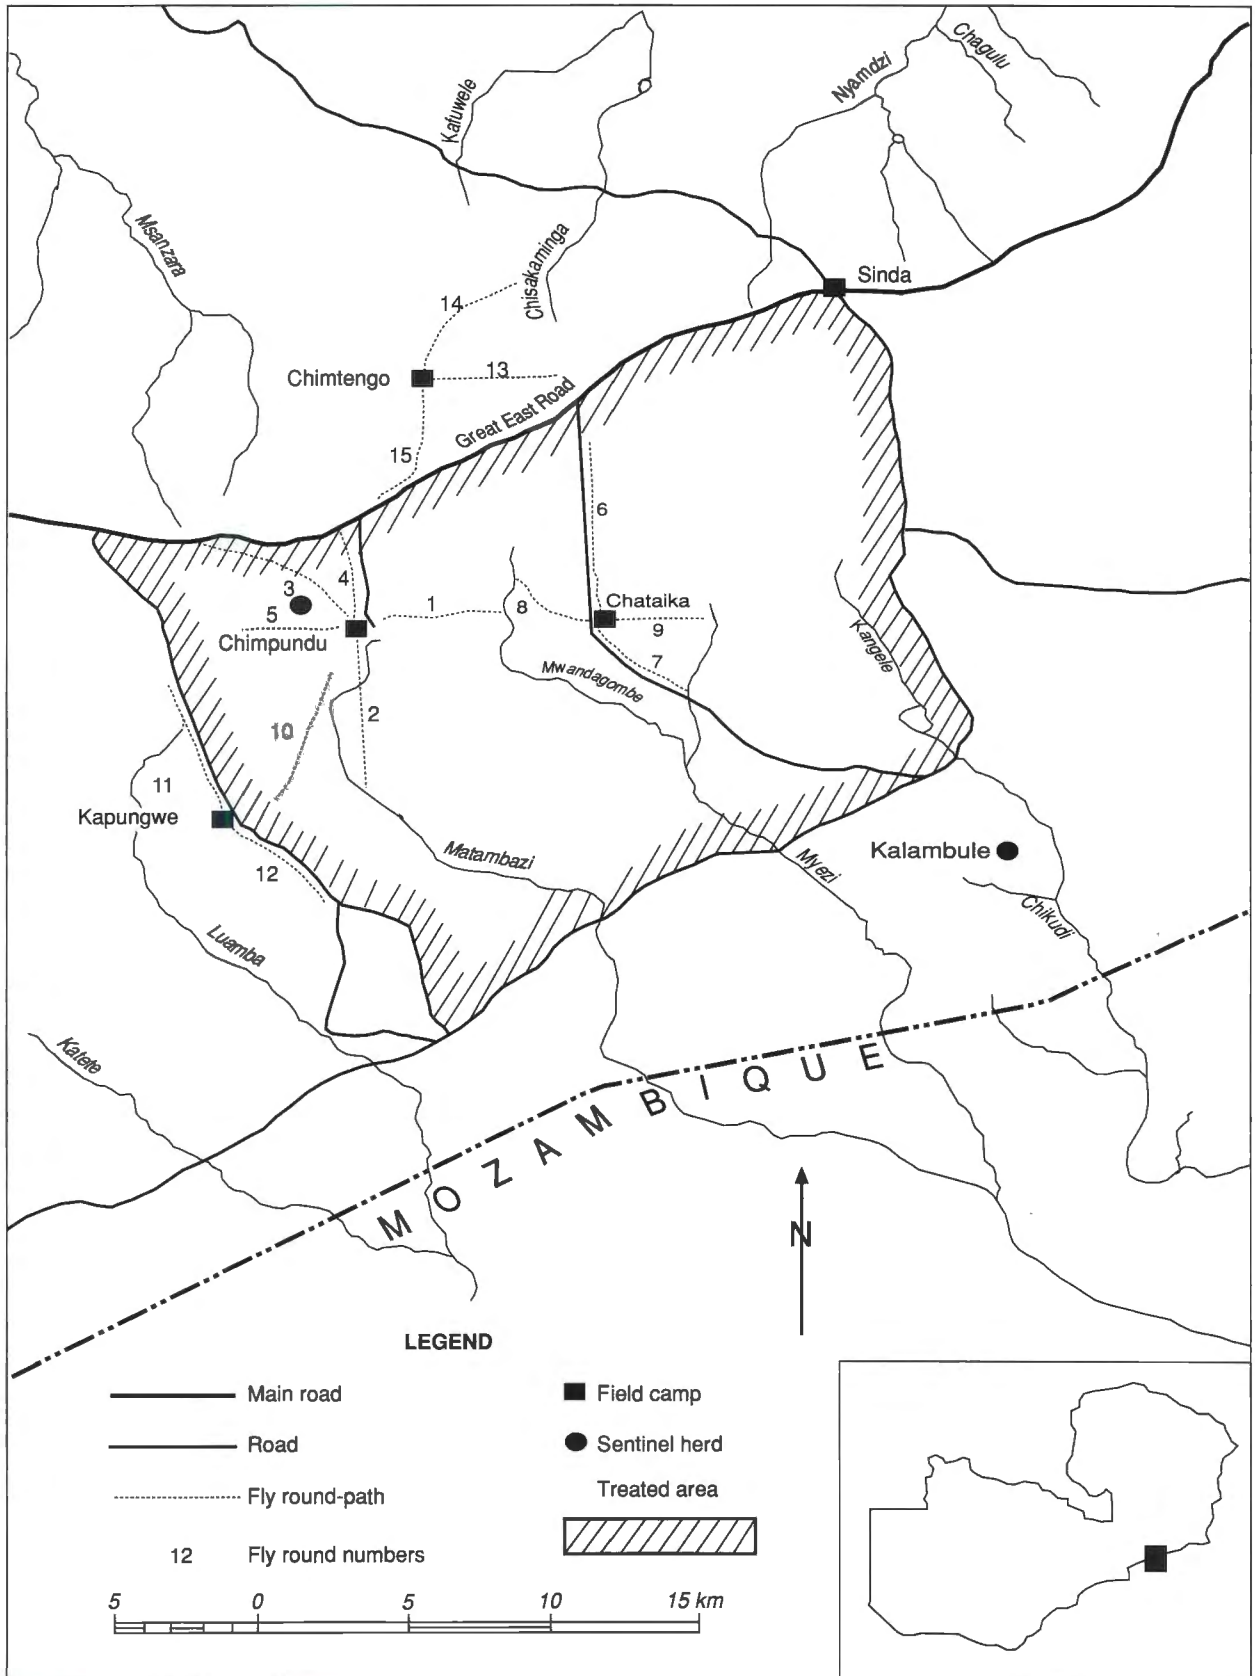 Chagulu
Nyamdzi
Katuwele
Msanzara
Chisakaminga
Sinda
14
Chimtengo
13
Great East Road
15
6
4
3
5
1
8
Chataika
9
Chimpundu
7
Kangele
Mwandagombe
2
10
11
Kapungwe
Matambazi
Kalambule
Myezi
12
Chikudi
Luamba
Katete
MOZAMBIQUE
N
LEGEND
Main road
Field camp
Road
Sentinel herd
Fly round-path
Treated area
12
Fly round numbers
5 0 5 10 15 km